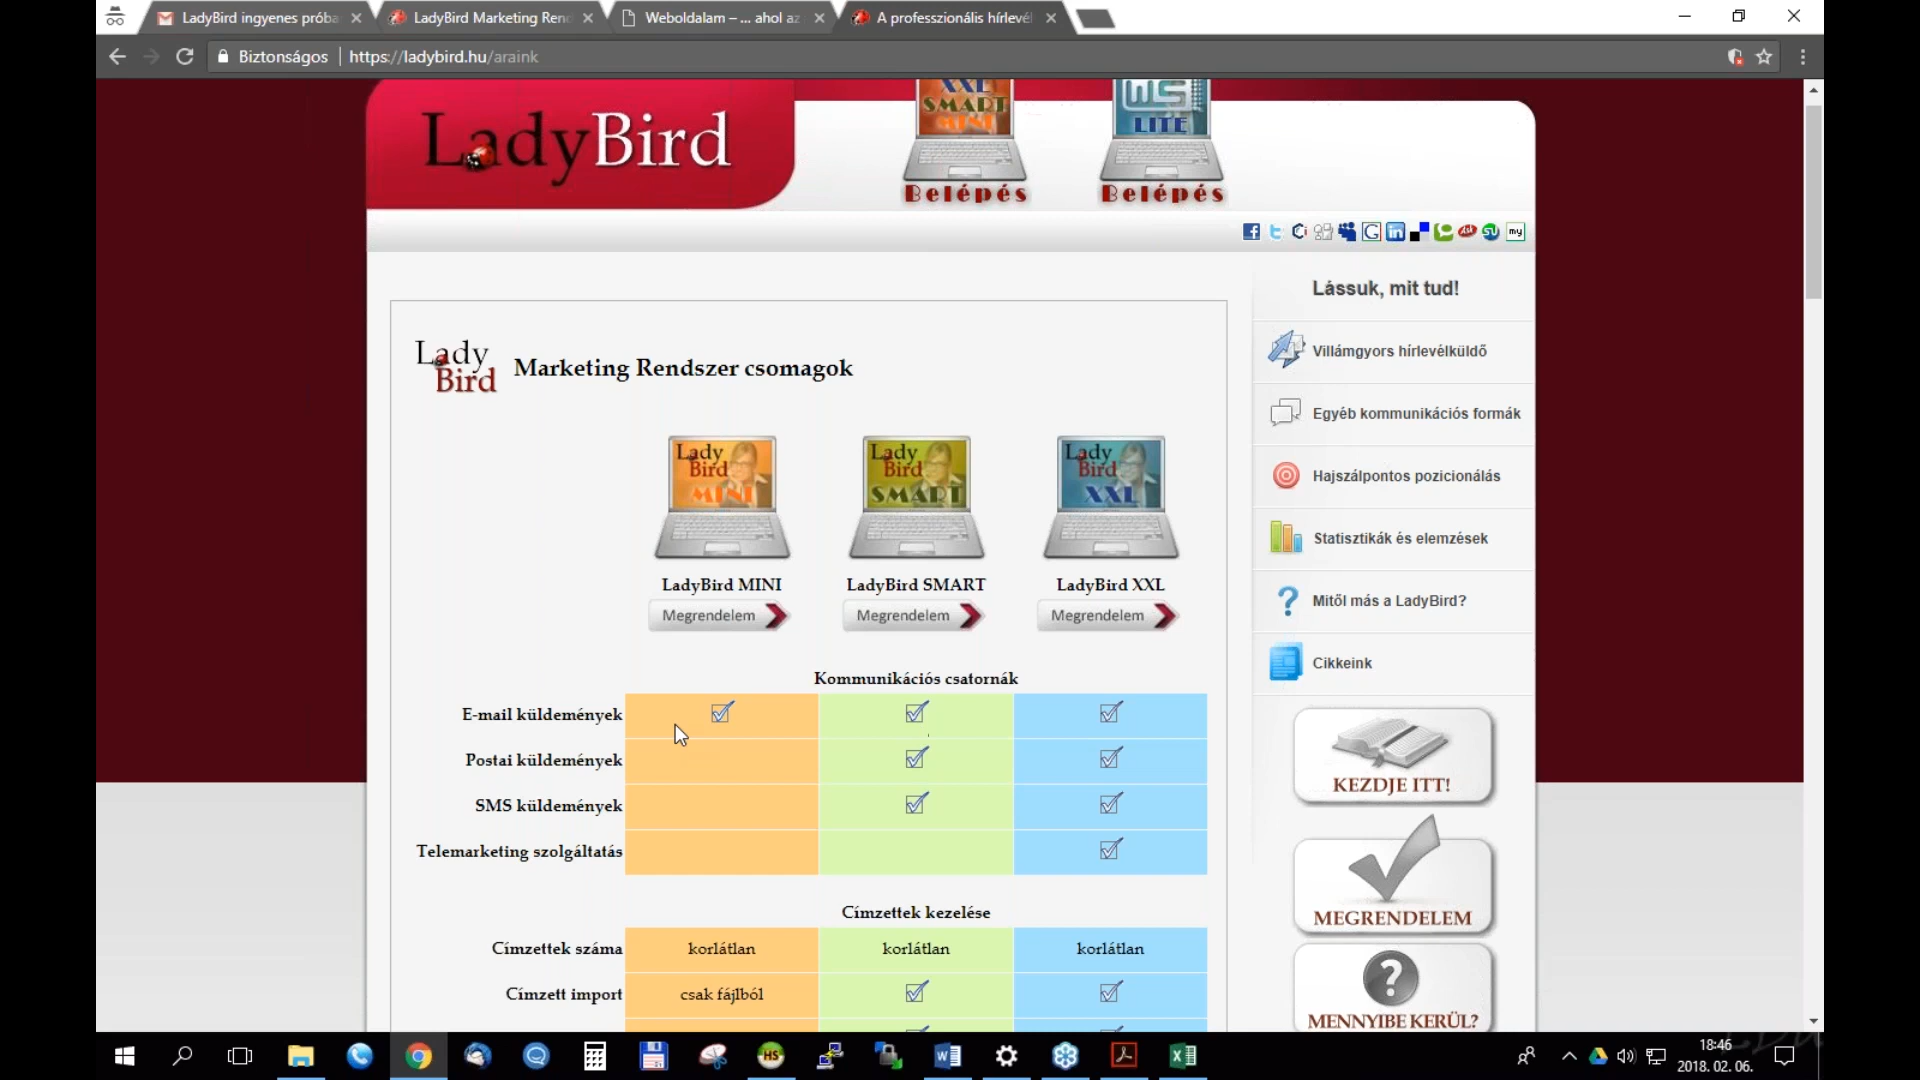 LadyBird ingyenes próba
LadyBird Marketing Rend
Weboldalam – ... ahol az
A professzionális hírlevél
Biztonságos
https://ladybird.hu/araink
LadyBird
XXL
SMART
MINI
Belépés
LITE
Belépés
Lássuk, mit tud!
Villámgyors hírlevélküldő
Egyéb kommunikációs formák
Hajszálpontos pozicionálás
Statisztikák és elemzések
Mitől más a LadyBird?
Cikkeink
KEZDJE ITT!
MEGRENDELEM
MENNYIBE KERÜL?
Lady
Bird
Marketing Rendszer csomagok
Lady
Bird
MINI
Lady
Bird
SMART
Lady
Bird
XXL
LadyBird MINI
LadyBird SMART
LadyBird XXL
Megrendelem
Megrendelem
Megrendelem
Kommunikációs csatornák
E-mail küldemények
Postai küldemények
SMS küldemények
Telemarketing szolgáltatás
Címzettek kezelése
Címzettek száma
korlátlan
korlátlan
korlátlan
Címzett import
csak fájlból
18:46
2018. 02. 06.